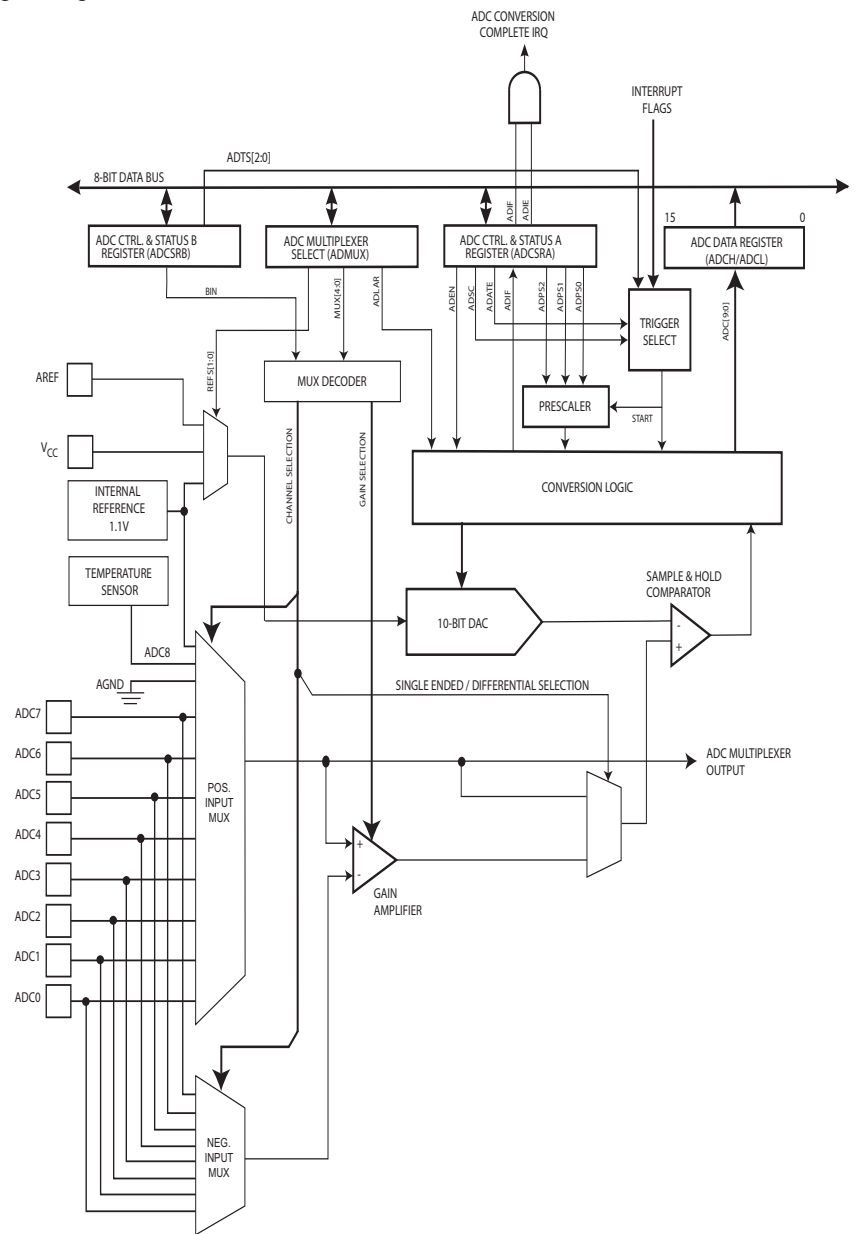 ADC CONVERSION
COMPLETE IRQ
INTERRUPT
FLAGS
ADTS[2:0]
8-BIT DATA BUS
ADIF
ADIE
15
0
ADC CTRL. & STATUS B
REGISTER (ADCSRB)
ADC MULTIPLEXER
SELECT (ADMUX)
ADC CTRL. & STATUS A
REGISTER (ADCSRA)
ADC DATA REGISTER
(ADCH/ADCL)
BIN
REFS[1:0]
MUX[4:0]
ADLAR
ADEN
ADSC
ADATE
ADIF
ADPS2
ADPS1
ADPS0
TRIGGER
SELECT
ADC[9:0]
AREF
MUX DECODER
PRESCALER
START
VCC
CHANNEL SELECTION
GAIN SELECTION
INTERNAL
REFERENCE
1.1V
CONVERSION LOGIC
TEMPERATURE
SENSOR
SAMPLE & HOLD
COMPARATOR
10-BIT DAC
-
+
ADC8
AGND
SINGLE ENDED / DIFFERENTIAL SELECTION
ADC7
ADC6
ADC5
ADC4
ADC3
ADC2
ADC1
ADC0
POS.
INPUT
MUX
ADC MULTIPLEXER
OUTPUT
+
-
GAIN
AMPLIFIER
NEG.
INPUT
MUX